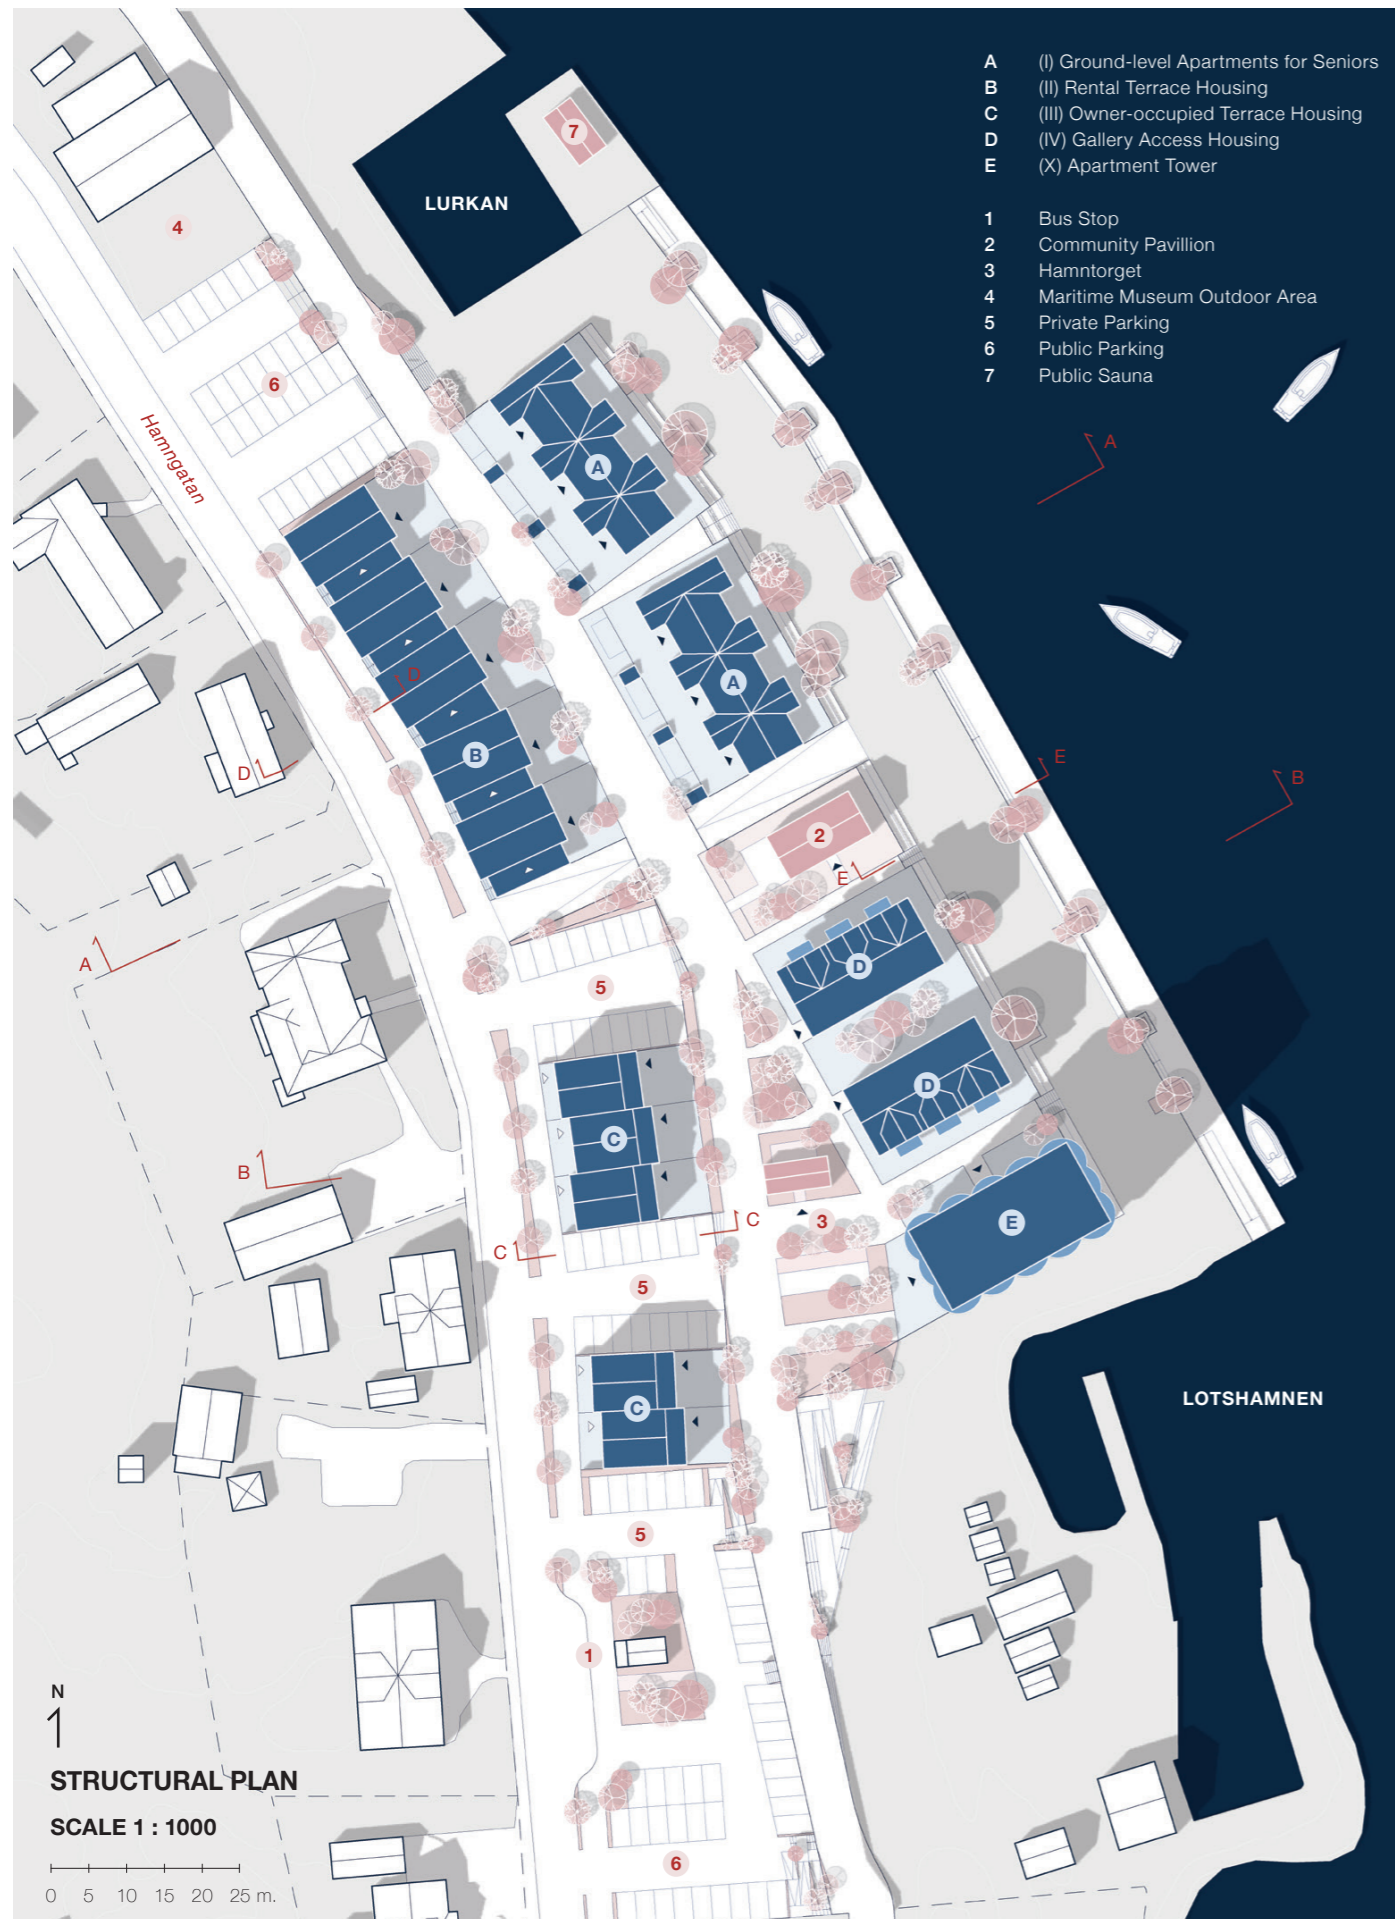 A (I) Ground-level Apartments for Seniors
B (II) Rental Terrace Housing
C (III) Owner-occupied Terrace Housing
D (IV) Gallery Access Housing
E (X) Apartment Tower
1 Bus Stop
2 Community Pavillion
3 Hamntorget
4 Maritime Museum Outdoor Area
5 Private Parking
6 Public Parking
7 Public Sauna
7
LURKAN
4
6
Hamngatan
A
A
A
D
D
B
E
B
2
E
A
D
5
D
C
B
C
3
E
C
5
C
LOTSHAMNEN
5
1
N
STRUCTURAL PLAN
SCALE 1 : 1000
6
0 5 10 15 20 25 m.